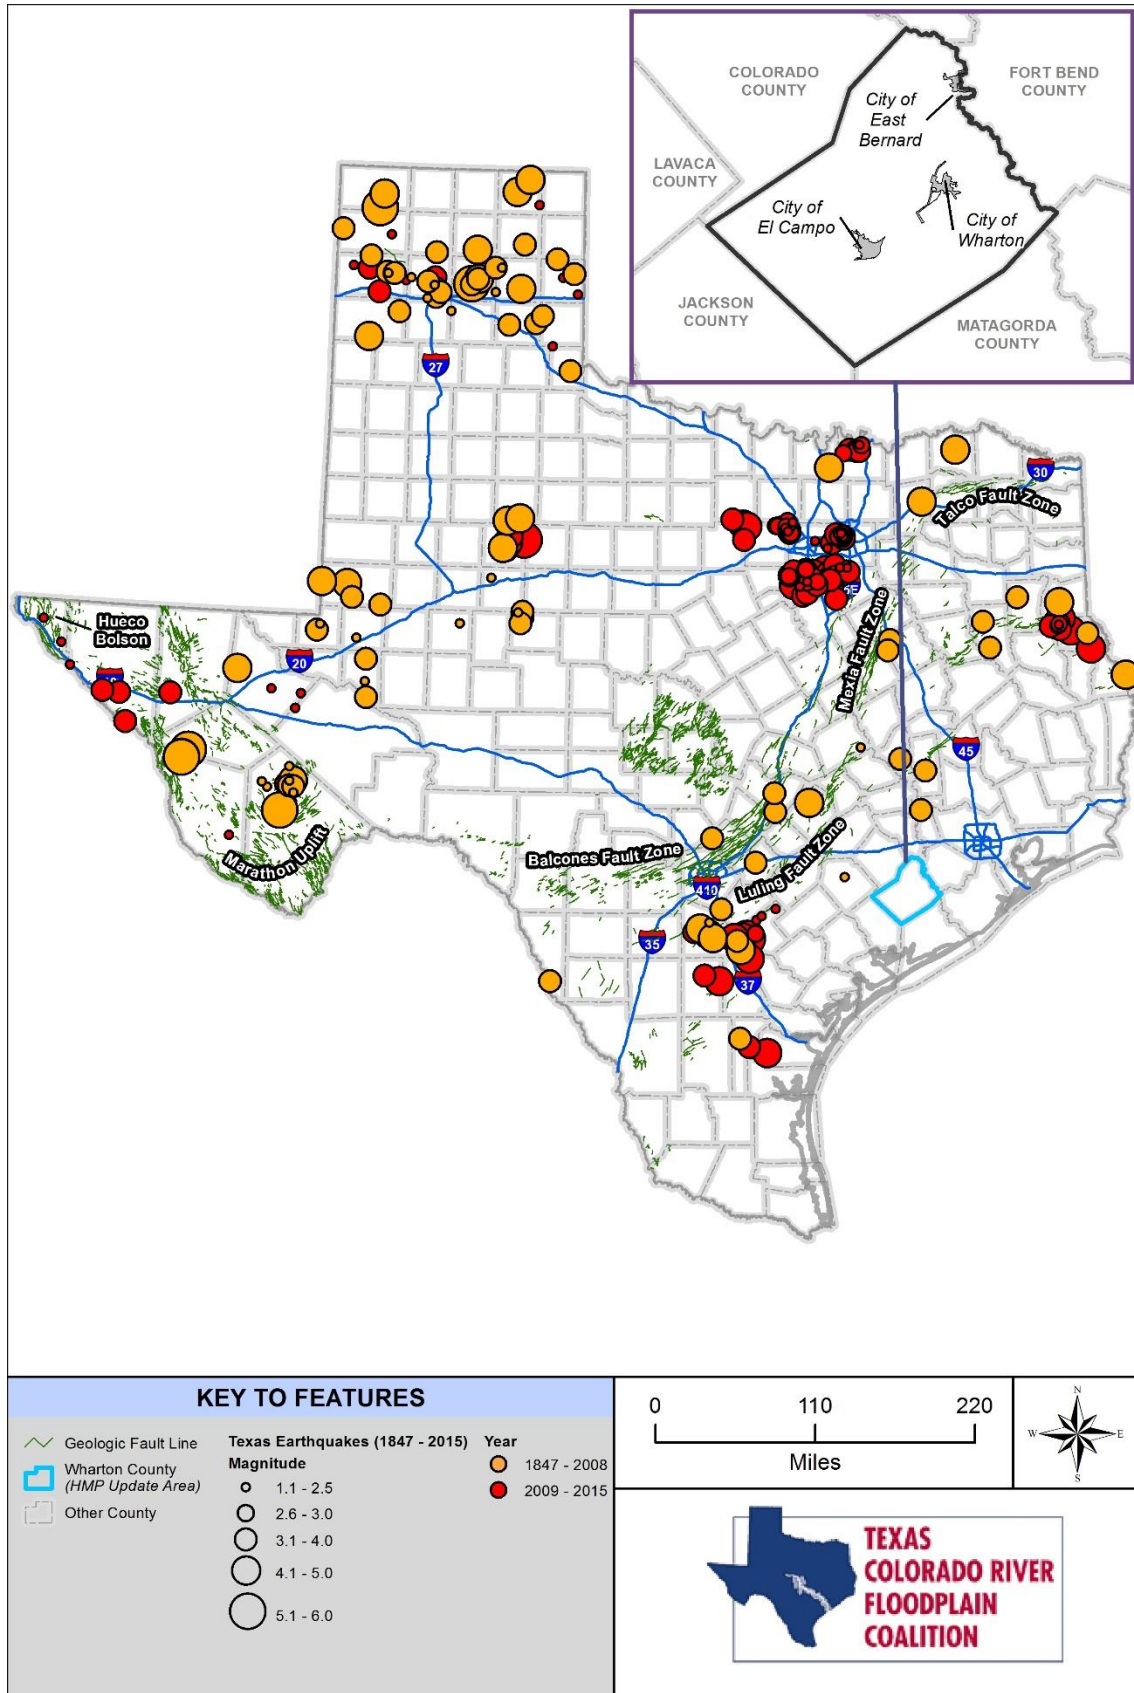 COLORADO
COUNTY
FORT BEND
COUNTY
City of
East
Bernard
LAVACA
COUNTY
City of
El Campo
City of
Wharton
JACKSON
COUNTY
MATAGORDA
COUNTY
27
30
Talco Fault Zone
Hueco
Bolson
20
Mexia Fault Zone
45
Marathon Uplift
Balcones Fault Zone
Luling Fault Zone
410
35
37
KEY TO FEATURES
Geologic Fault Line
Wharton County
(HMP Update Area)
Other County
Texas Earthquakes (1847 - 2015)
Magnitude
1.1 - 2.5
2.6 - 3.0
3.1 - 4.0
4.1 - 5.0
5.1 - 6.0
Year
1847 - 2008
2009 - 2015
0 110 220
Miles
N
W E
S
TEXAS
COLORADO RIVER
FLOODPLAIN
COALITION